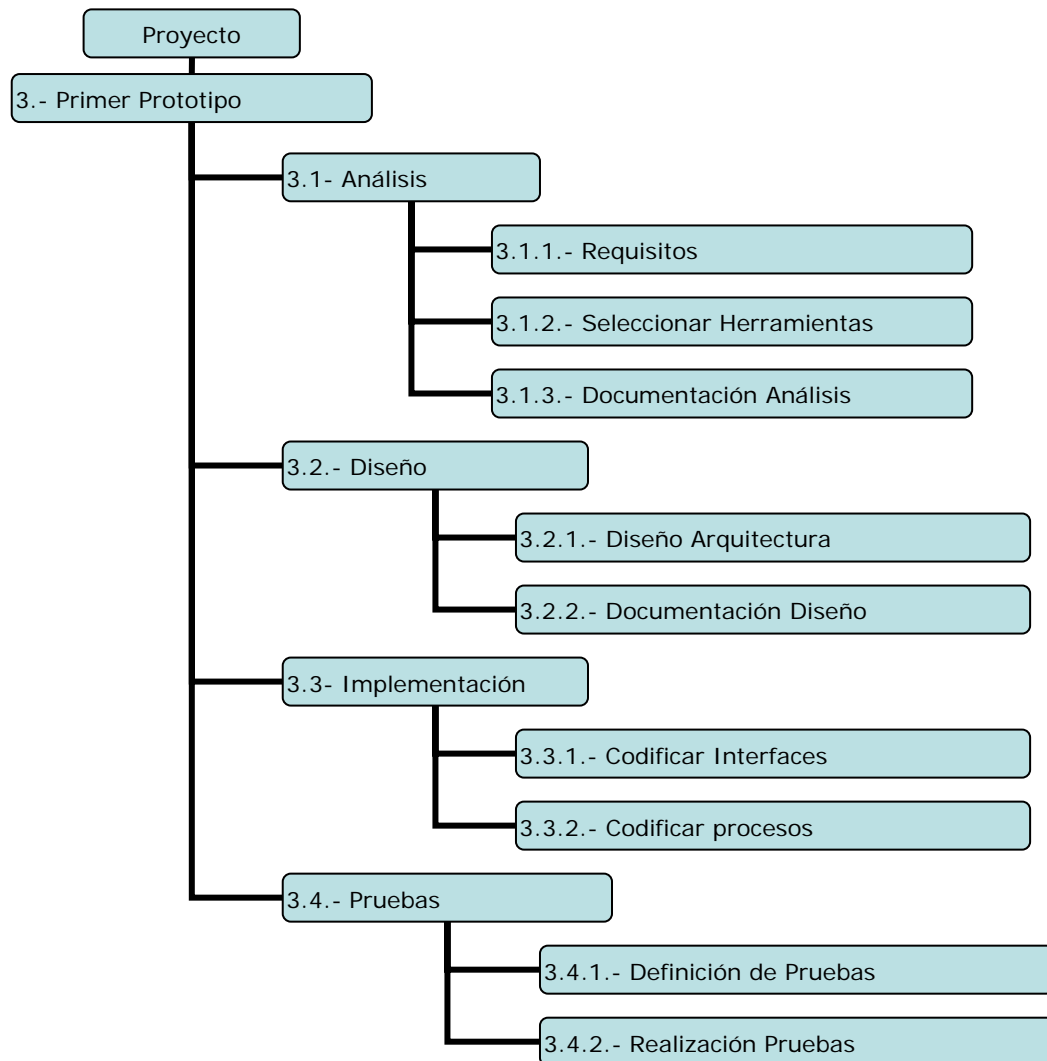 Proyecto
3.- Primer Prototipo
3.1- Análisis
3.1.1.- Requisitos
3.1.2.- Seleccionar Herramientas
3.1.3.- Documentación Análisis
3.2.- Diseño
3.2.1.- Diseño Arquitectura
3.2.2.- Documentación Diseño
3.3- Implementación
3.3.1.- Codificar Interfaces
3.3.2.- Codificar procesos
3.4.- Pruebas
3.4.1.- Definición de Pruebas
3.4.2.- Realización Pruebas